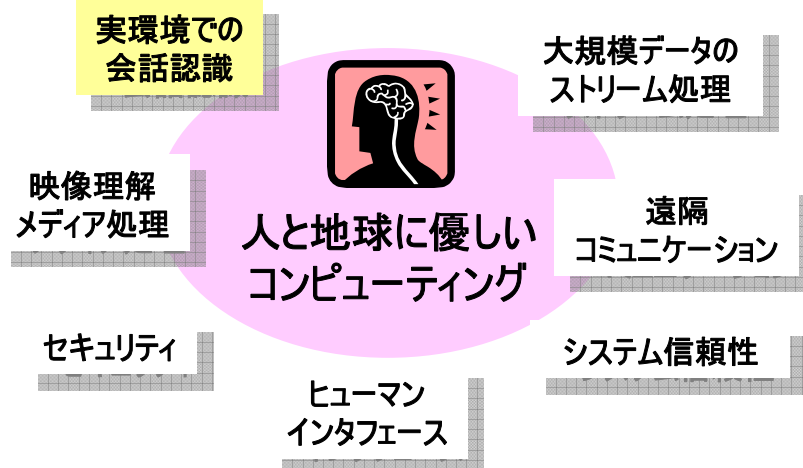 実環境での
会話認識
大規模データの
ストリーム処理
映像理解
メディア処理
人と地球に優しい
コンピューティング
遠隔
コミュニケーション
セキュリティ
システム信頼性
ヒューマン
インタフェース